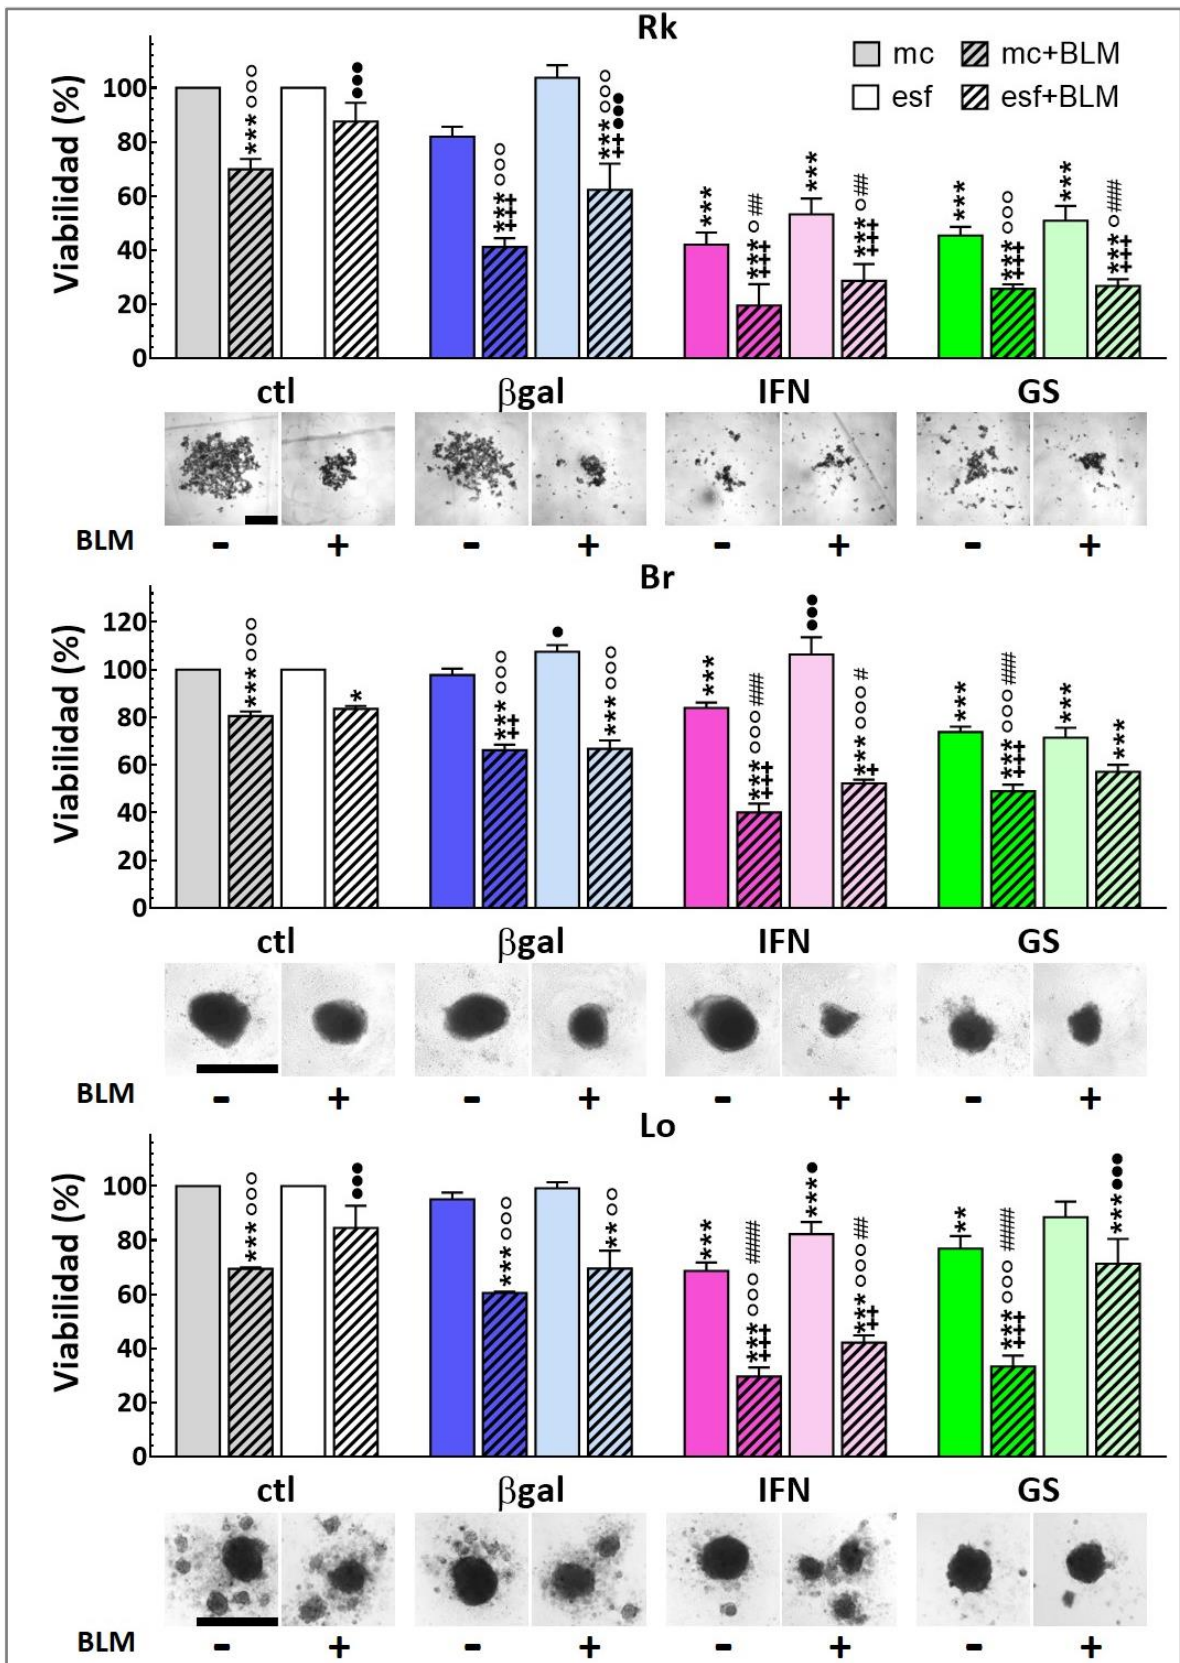 Rk
mc mc+BLM
esf esf+BLM
Viabilidad (%)
100
80
60
40
20
0
ctl βgal IFN GS
BLM - + - + - + - +
Br
Viabilidad (%)
120
100
80
60
40
20
0
ctl βgal IFN GS
BLM - + - + - + - +
Lo
Viabilidad (%)
100
80
60
40
20
0
ctl βgal IFN GS
BLM - + - + - + - +